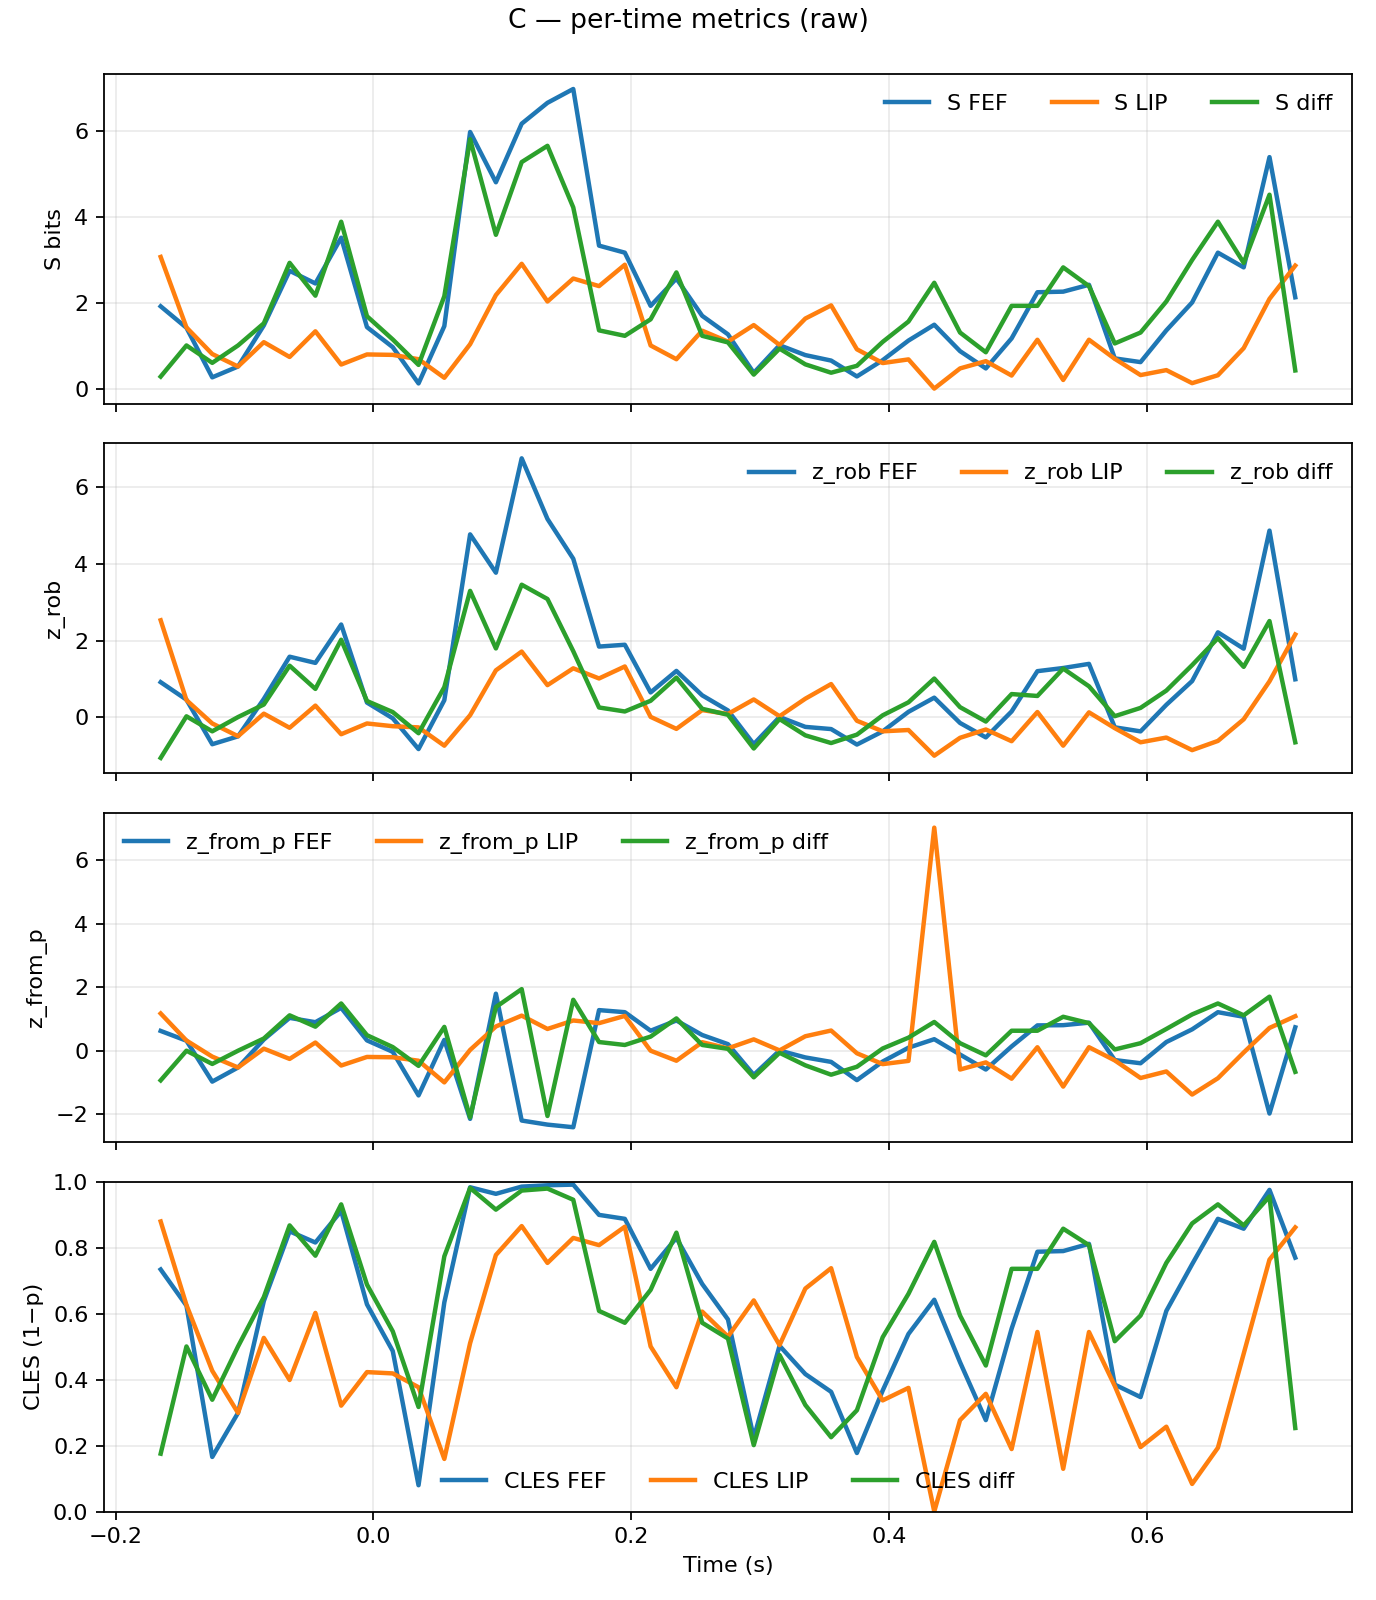 C — per-time metrics (raw)
S FEF S LIP S diff
6
4
2
0
S bits
z_rob FEF z_rob LIP z_rob diff
6
4
2
0
z_rob
z_from_p FEF z_from_p LIP z_from_p diff
6
4
2
0
−2
z_from_p
1.0
0.8
0.6
0.4
0.2
0.0
CLES (1−p)
CLES FEF CLES LIP CLES diff
−0.2 0.0 0.2 0.4 0.6
Time (s)